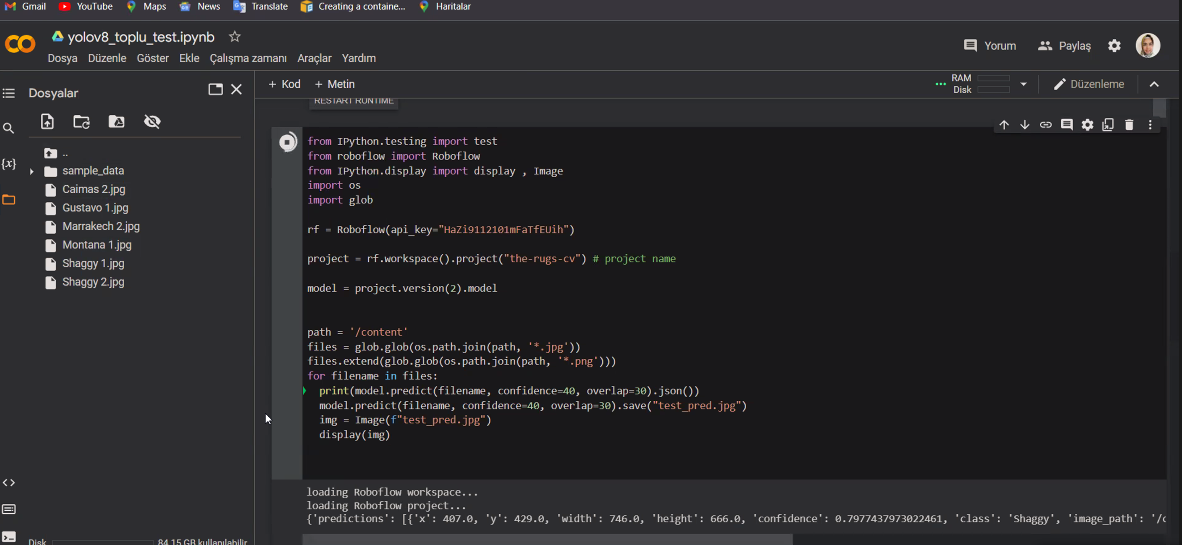 Gmail YouTube Maps News Translate Creating a containe... Haritalar
yolov8_toplu_test.ipynb
Dosya Düzenle Göster Ekle Çalışma zamanı Araçlar Yardım
Yorum Paylaş
Dosyalar
+ Kod + Metin
RAM
Disk
Düzenleme
RESTART RUNTIME
..
sample_data
Caimas 2.jpg
Gustavo 1.jpg
Marrakech 2.jpg
Montana 1.jpg
Shaggy 1.jpg
Shaggy 2.jpg
{x}
<>
Disk 84.15 GB kullanılabilir
from IPython.testing import test
from roboflow import Roboflow
from IPython.display import display , Image
import os
import glob
rf = Roboflow(api_key="HaZi9112101mFaTfEUih")
project = rf.workspace().project("the-rugs-cv") # project name
model = project.version(2).model
path = '/content'
files = glob.glob(os.path.join(path, '*.jpg'))
files.extend(glob.glob(os.path.join(path, '*.png')))
for filename in files:
print(model.predict(filename, confidence=40, overlap=30).json())
model.predict(filename, confidence=40, overlap=30).save("test_pred.jpg")
img = Image(f"test_pred.jpg")
display(img)
loading Roboflow workspace...
loading Roboflow project...
{'predictions': [{'x': 407.0, 'y': 429.0, 'width': 746.0, 'height': 666.0, 'confidence': 0.7977437973022461, 'class': 'Shaggy', 'image_path': '/c